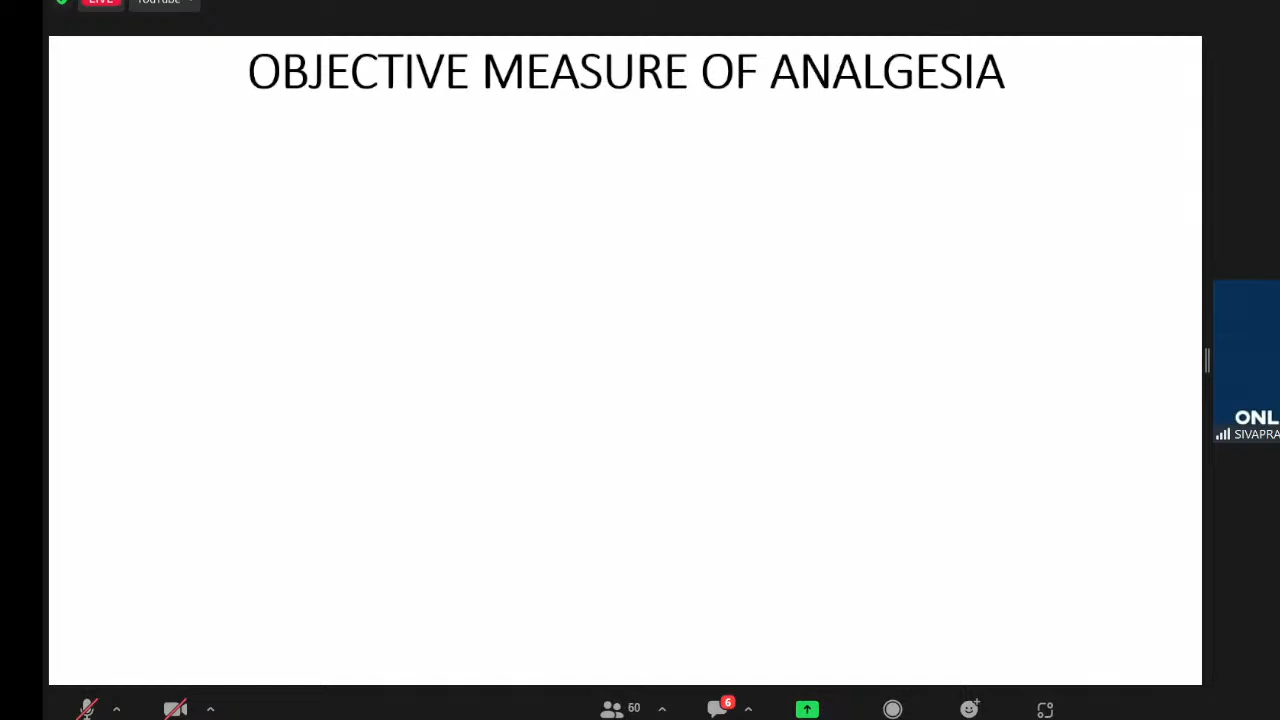 LIVE
YouTube
OBJECTIVE MEASURE OF ANALGESIA
ONL
SIVAPRA
60
6